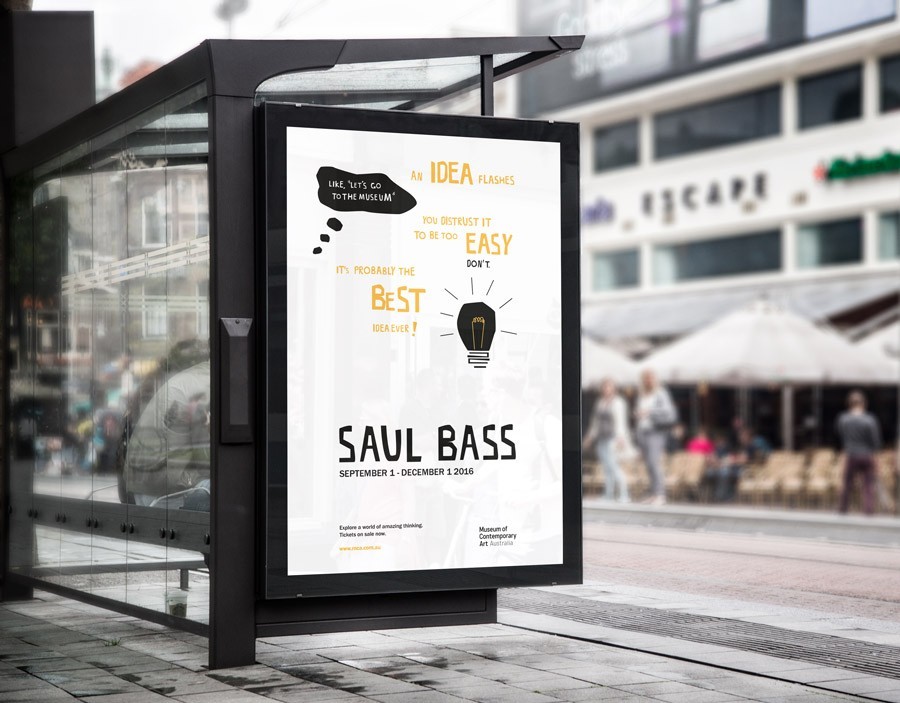 LIKE, 'LET'S GO
TO THE MUSEUM'
AN IDEA FLASHES
YOU DISTRUST IT
TO BE TOO EASY
DON'T.
IT'S PROBABLY THE
BEST
IDEA EVER!
SAUL BASS
SEPTEMBER 1 - DECEMBER 1 2016
Explore a world of amazing thinking.
Tickets on sale now.
www.mca.com.au
Museum of
Contemporary
Art Australia
ESCAPE
Heineken